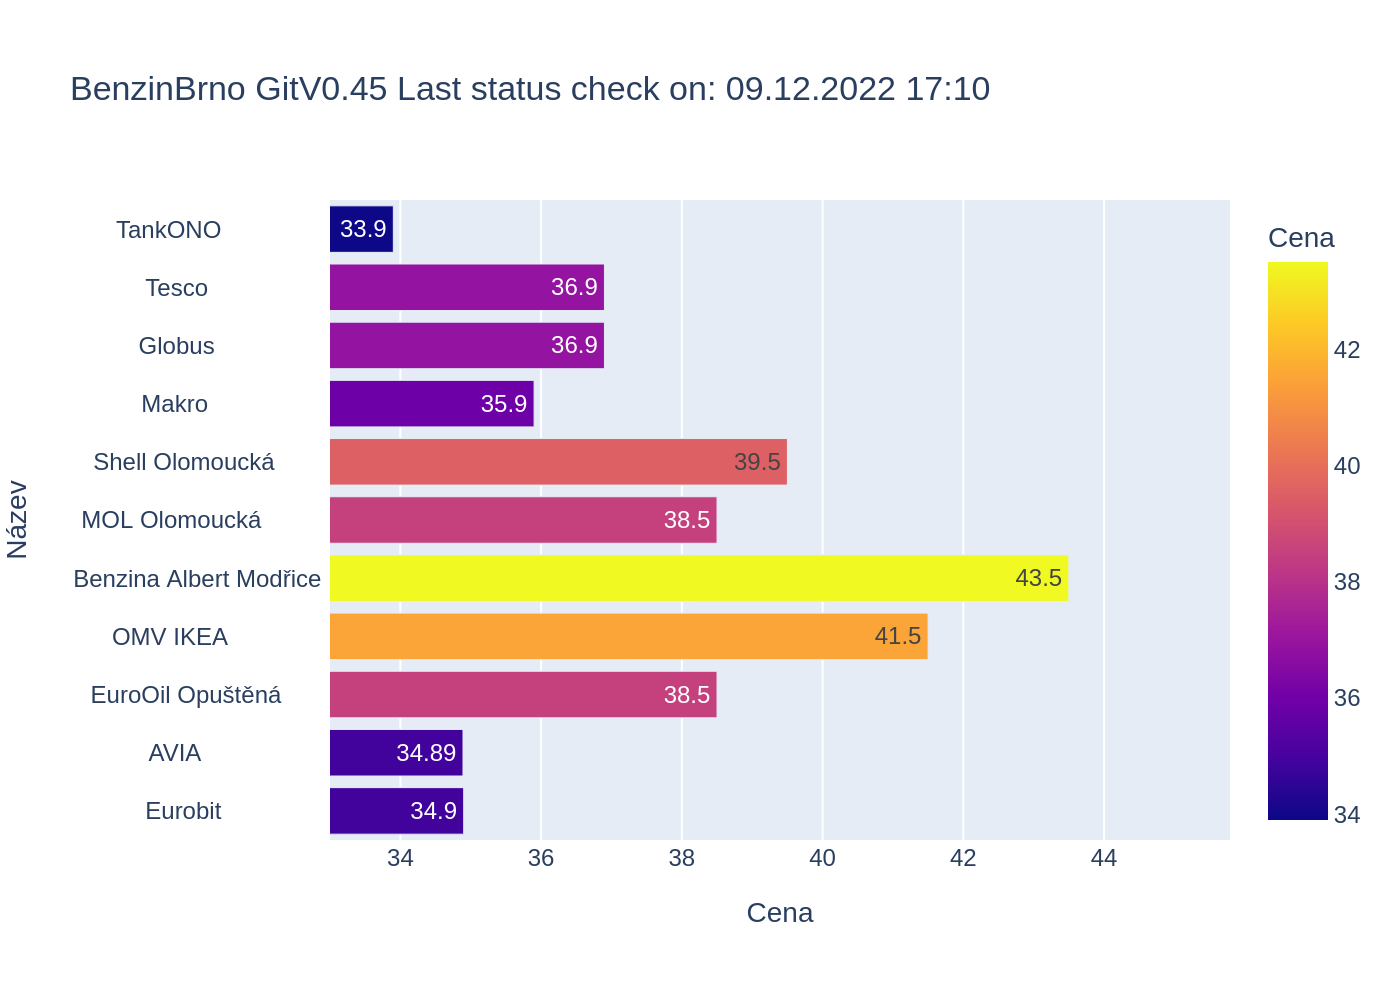 BenzinBrno GitV0.45 Last status check on: 09.12.2022 17:10
TankONO 33.9
Tesco 36.9
Globus 36.9
Makro 35.9
Shell Olomoucká 39.5
MOL Olomoucká 38.5
Benzina Albert Modřice 43.5
OMV IKEA 41.5
EuroOil Opuštěná 38.5
AVIA 34.89
Eurobit 34.9
Název
34 36 38 40 42 44
Cena
Cena
42
40
38
36
34